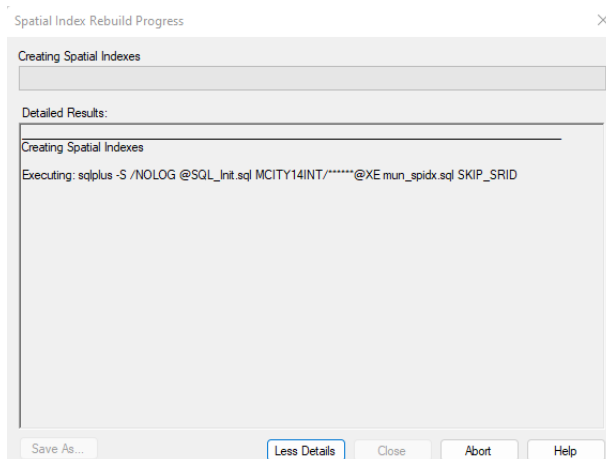 Spatial Index Rebuild Progress
Creating Spatial Indexes
Detailed Results:
Creating Spatial Indexes
Executing: sqlplus -S /NOLOG @SQL_Init.sql MCITY14INT/******@XE mun_spidx.sql SKIP_SRID
Save As... Less Details Close Abort Help